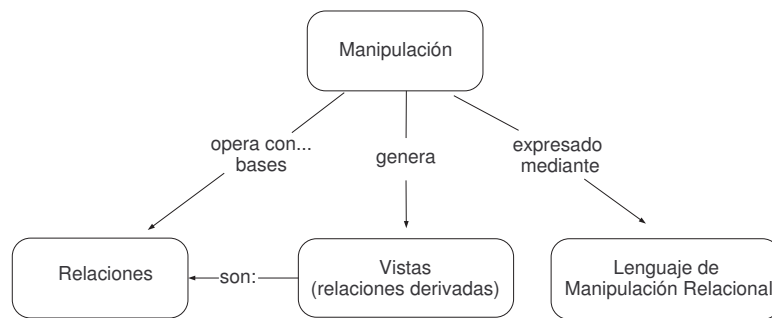 Manipulación
opera con...
bases
genera
expresado
mediante
Relaciones
son:
Vistas
(relaciones derivadas)
Lenguaje de
Manipulación Relacional